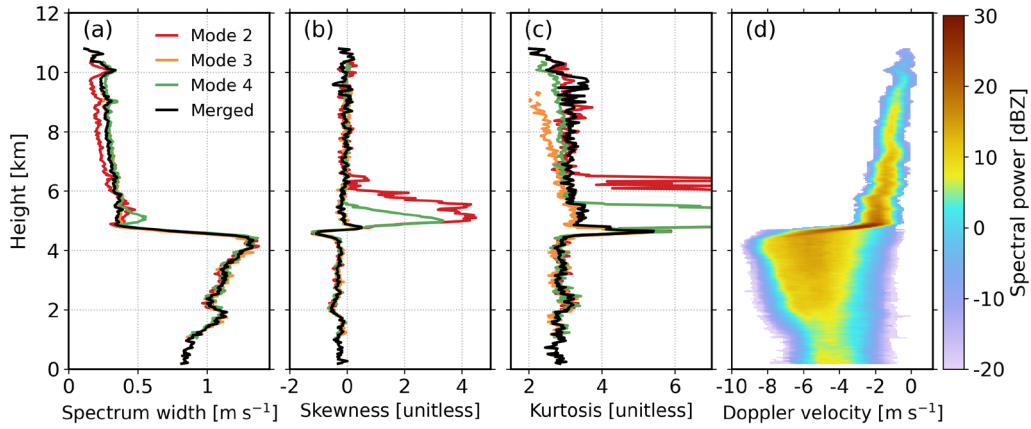 (a)
(b)
(c)
(d)
Mode 2
Mode 3
Mode 4
Merged
Height [km]
12
10
8
6
4
2
0
0
0.5
1
Spectrum width [m s⁻¹]
-2
0
2
4
Skewness [unitless]
2
4
6
Kurtosis [unitless]
-10
-8
-6
-4
-2
0
Doppler velocity [m s⁻¹]
30
20
10
0
-10
-20
Spectral power [dBZ]